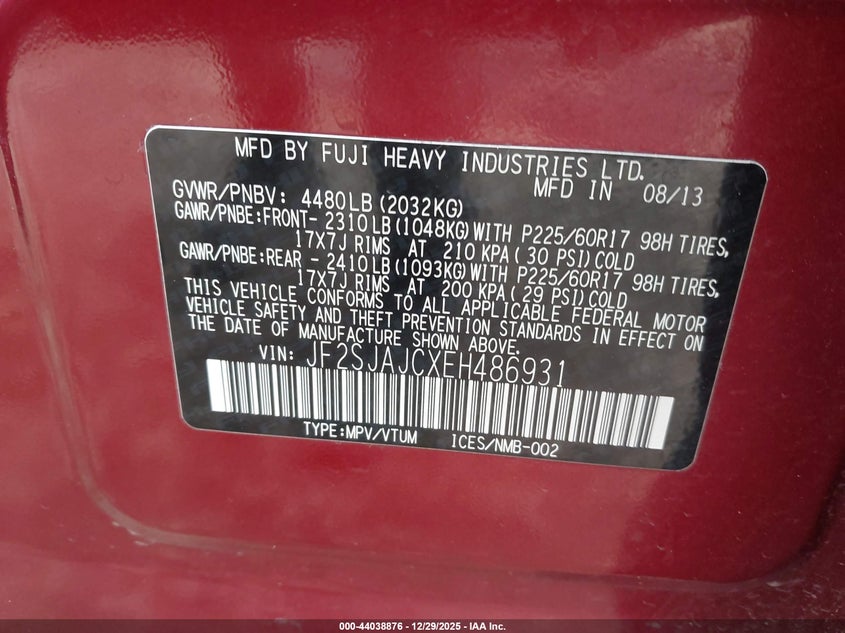 MFD BY FUJI HEAVY INDUSTRIES LTD.
MFD IN 08/13
GVWR/PNBV: 4480LB(2032KG)
GAWR/PNBE:FRONT- 2310LB(1048KG)WITH P225/60R17 98H TIRES,
17X7J RIMS AT 210 KPA( 30 PSI)COLD
GAWR/PNBE:REAR - 2410LB(1093KG)WITH P225/60R17 98H TIRES,
17X7J RIMS AT 200 KPA( 29 PSI)COLD
THIS VEHICLE CONFORMS TO ALL APPLICABLE FEDERAL MOTOR
VEHICLE SAFETY AND THEFT PREVENTION STANDARDS IN EFFECT ON
THE DATE OF MANUFACTURE SHOWN ABOVE.
VIN: JF2SJAJCXEH486931
TYPE:MPV/VTUM ICES/NMB-002
000-44038876 • 12/29/2025 - IAA Inc.